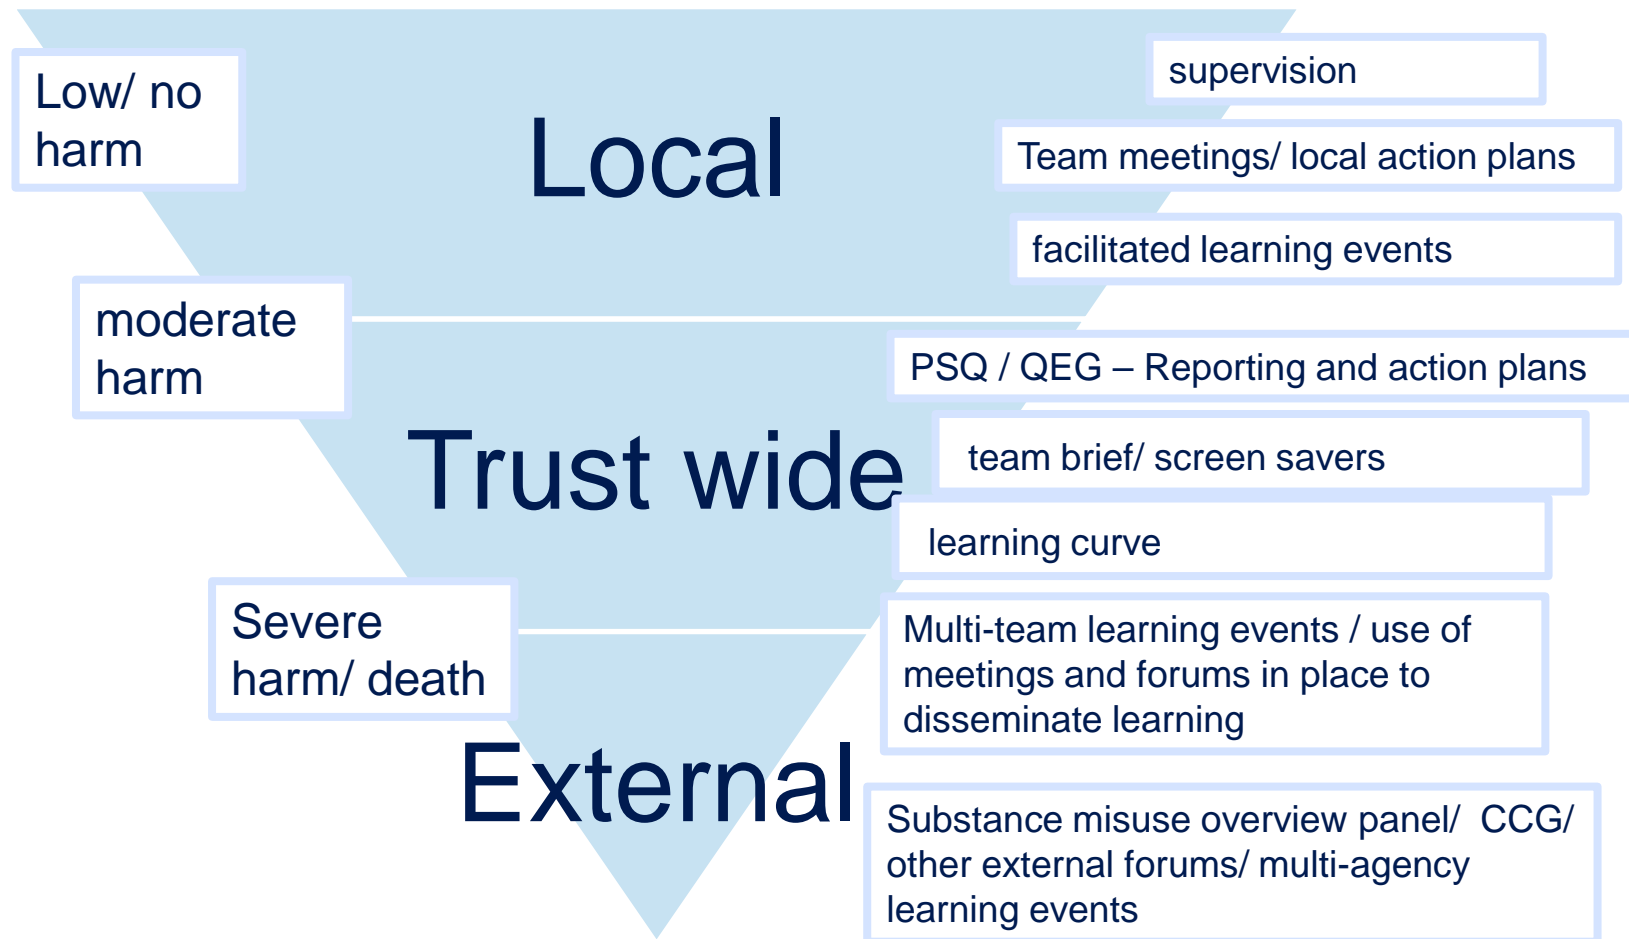 Low/ no
harm
Local
supervision
Team meetings/ local action plans
facilitated learning events
moderate
harm
Trust wide
PSQ / QEG – Reporting and action plans
team brief/ screen savers
learning curve
Severe
harm/ death
External
Multi-team learning events / use of
meetings and forums in place to
disseminate learning
Substance misuse overview panel/  CCG/
other external forums/ multi-agency
learning events